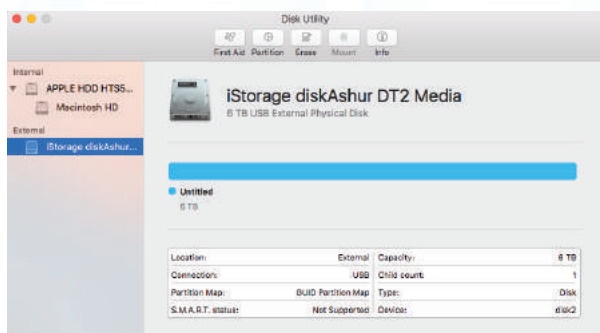 Disk Utility
First Aid Partition Erase Mount Info
Internal
APPLE HDD HTS5...
Macintosh HD
External
iStorage diskAshur...
iStorage diskAshur DT2 Media
6 TB USB External Physical Disk
Untitled
6 TB
Location: External Capacity: 6 TB
Connection: USB Child count: 1
Partition Map: GUID Partition Map Type: Disk
S.M.A.R.T. status: Not Supported Device: disk2